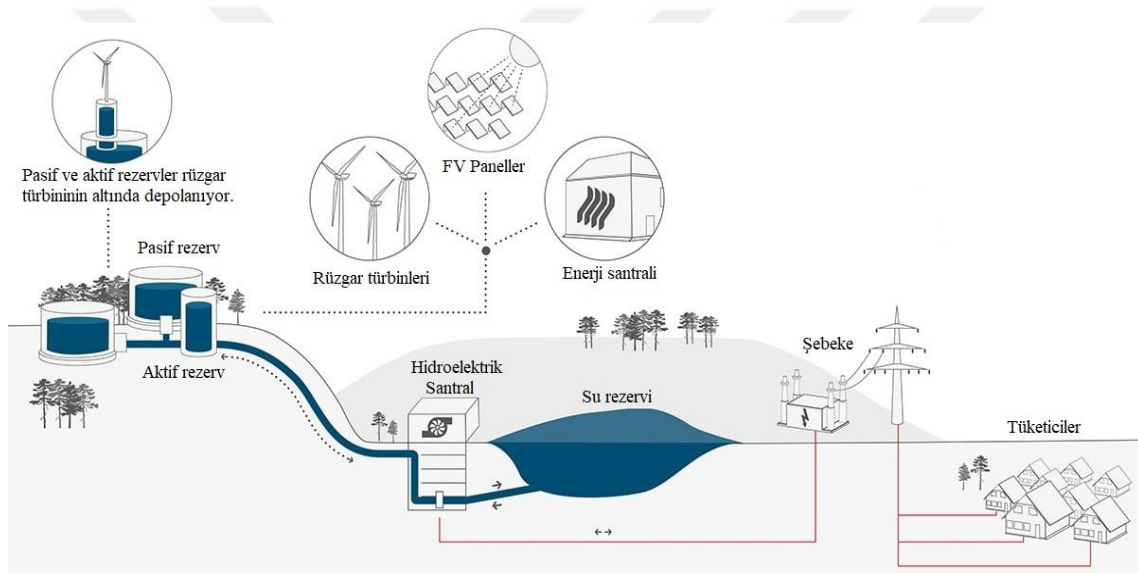 Pasif ve aktif rezervler rüzgar
türbininin altında depolanıyor.
FV Paneller
Rüzgar türbinleri
Enerji santrali
Pasif rezerv
Aktif rezerv
Hidroelektrik
Santral
Su rezervi
Şebeke
Tüketiciler